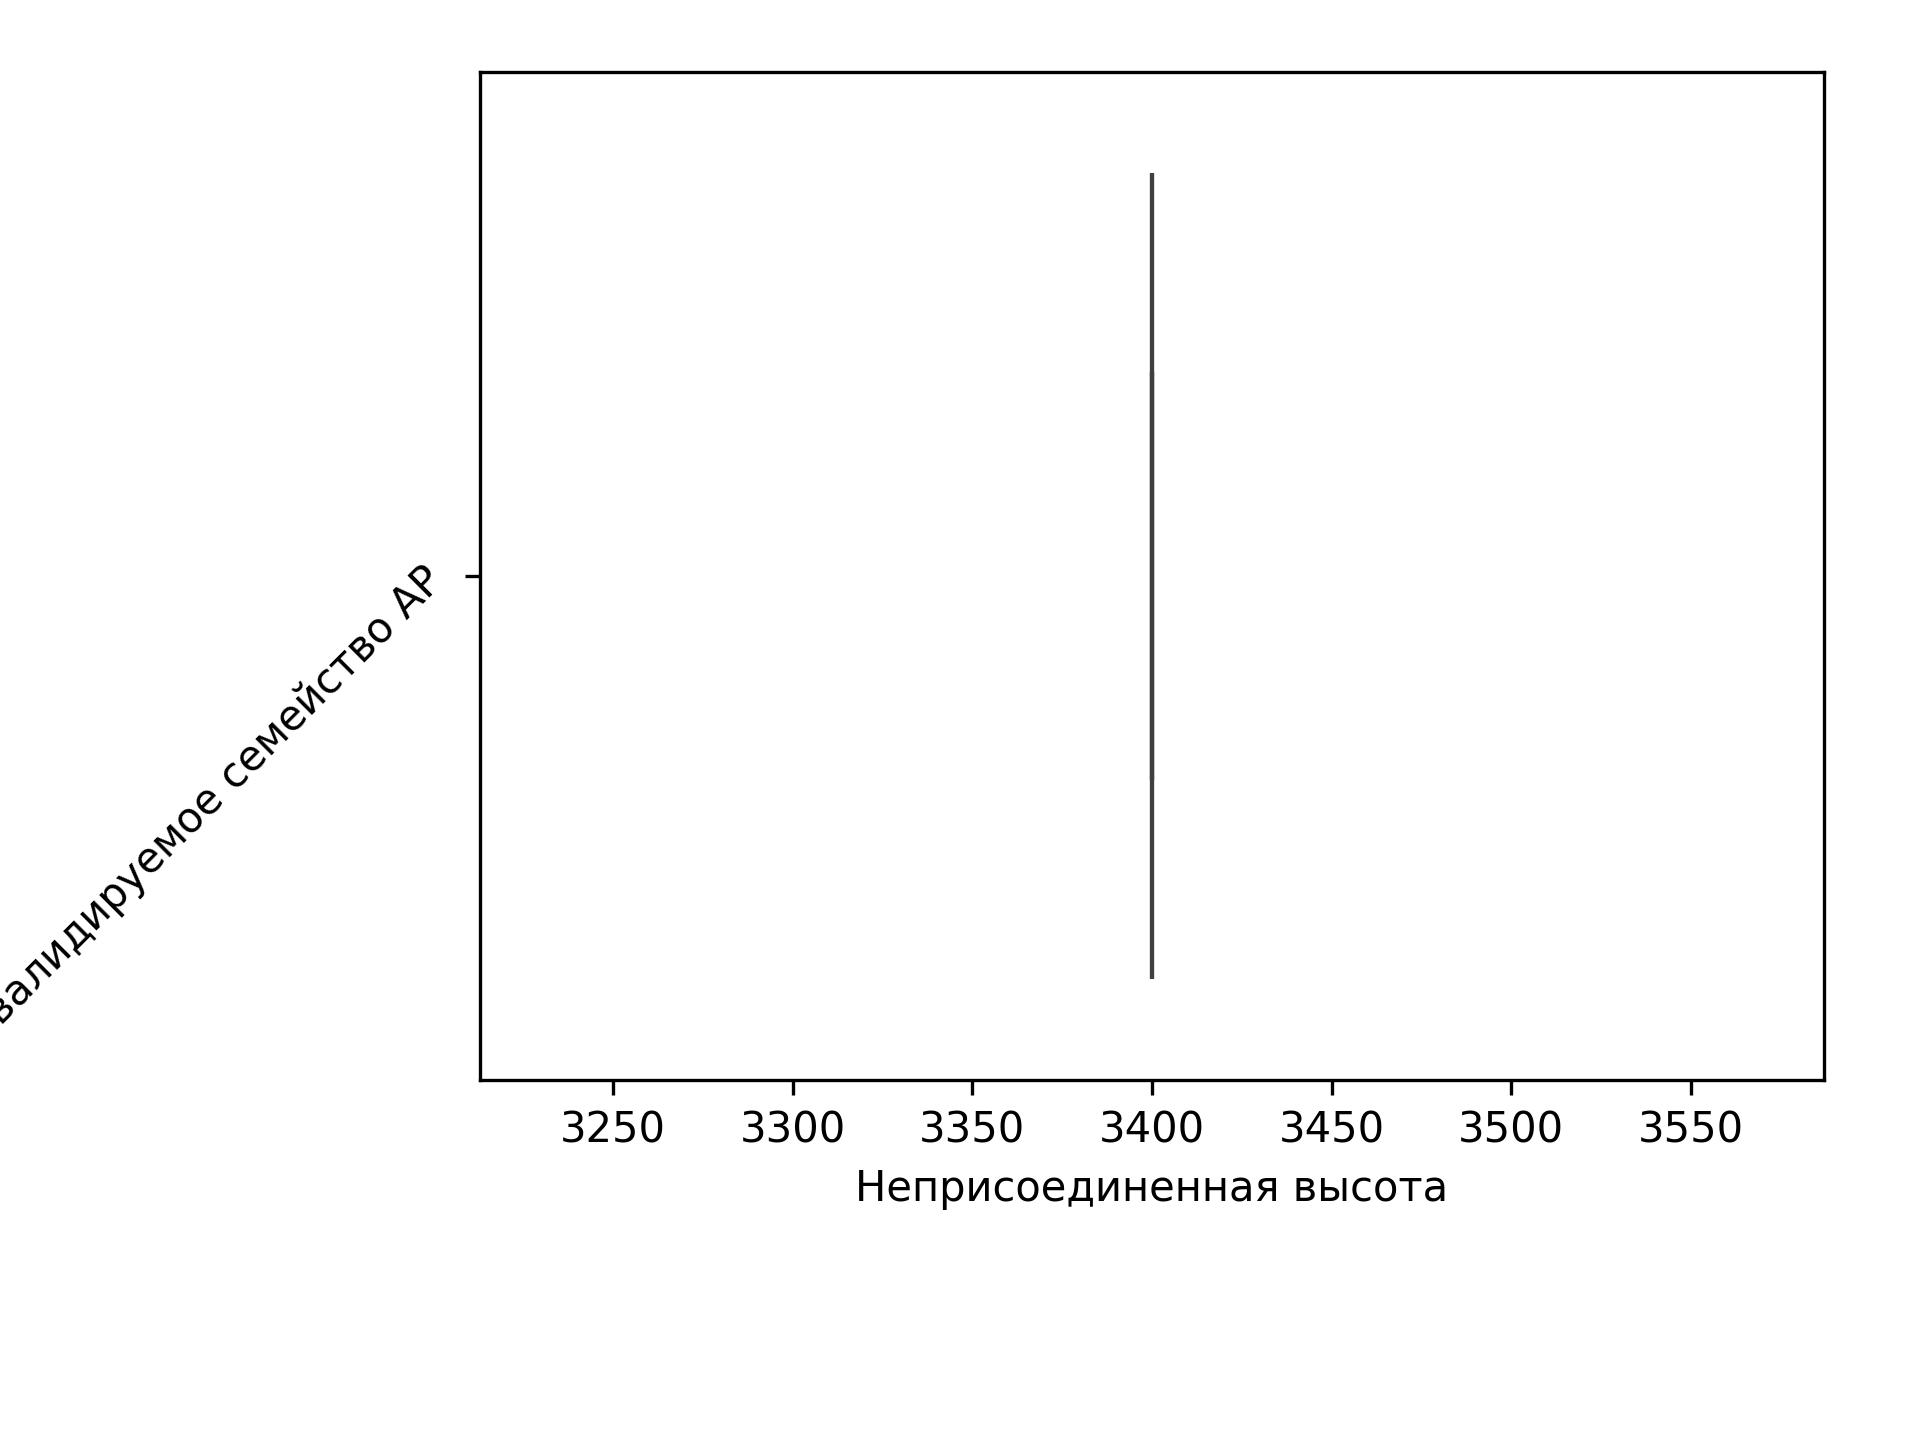 валидируемое семейство АР
3250 3300 3350 3400 3450 3500 3550
Неприсоединенная высота